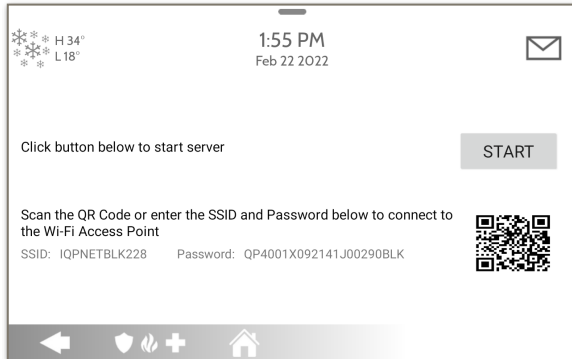 H 34°
L 18°
1:55 PM
Feb 22 2022
Click button below to start server
START
Scan the QR Code or enter the SSID and Password below to connect to
the Wi-Fi Access Point
SSID: IQPNETBLK228 Password: QP4001X092141J00290BLK